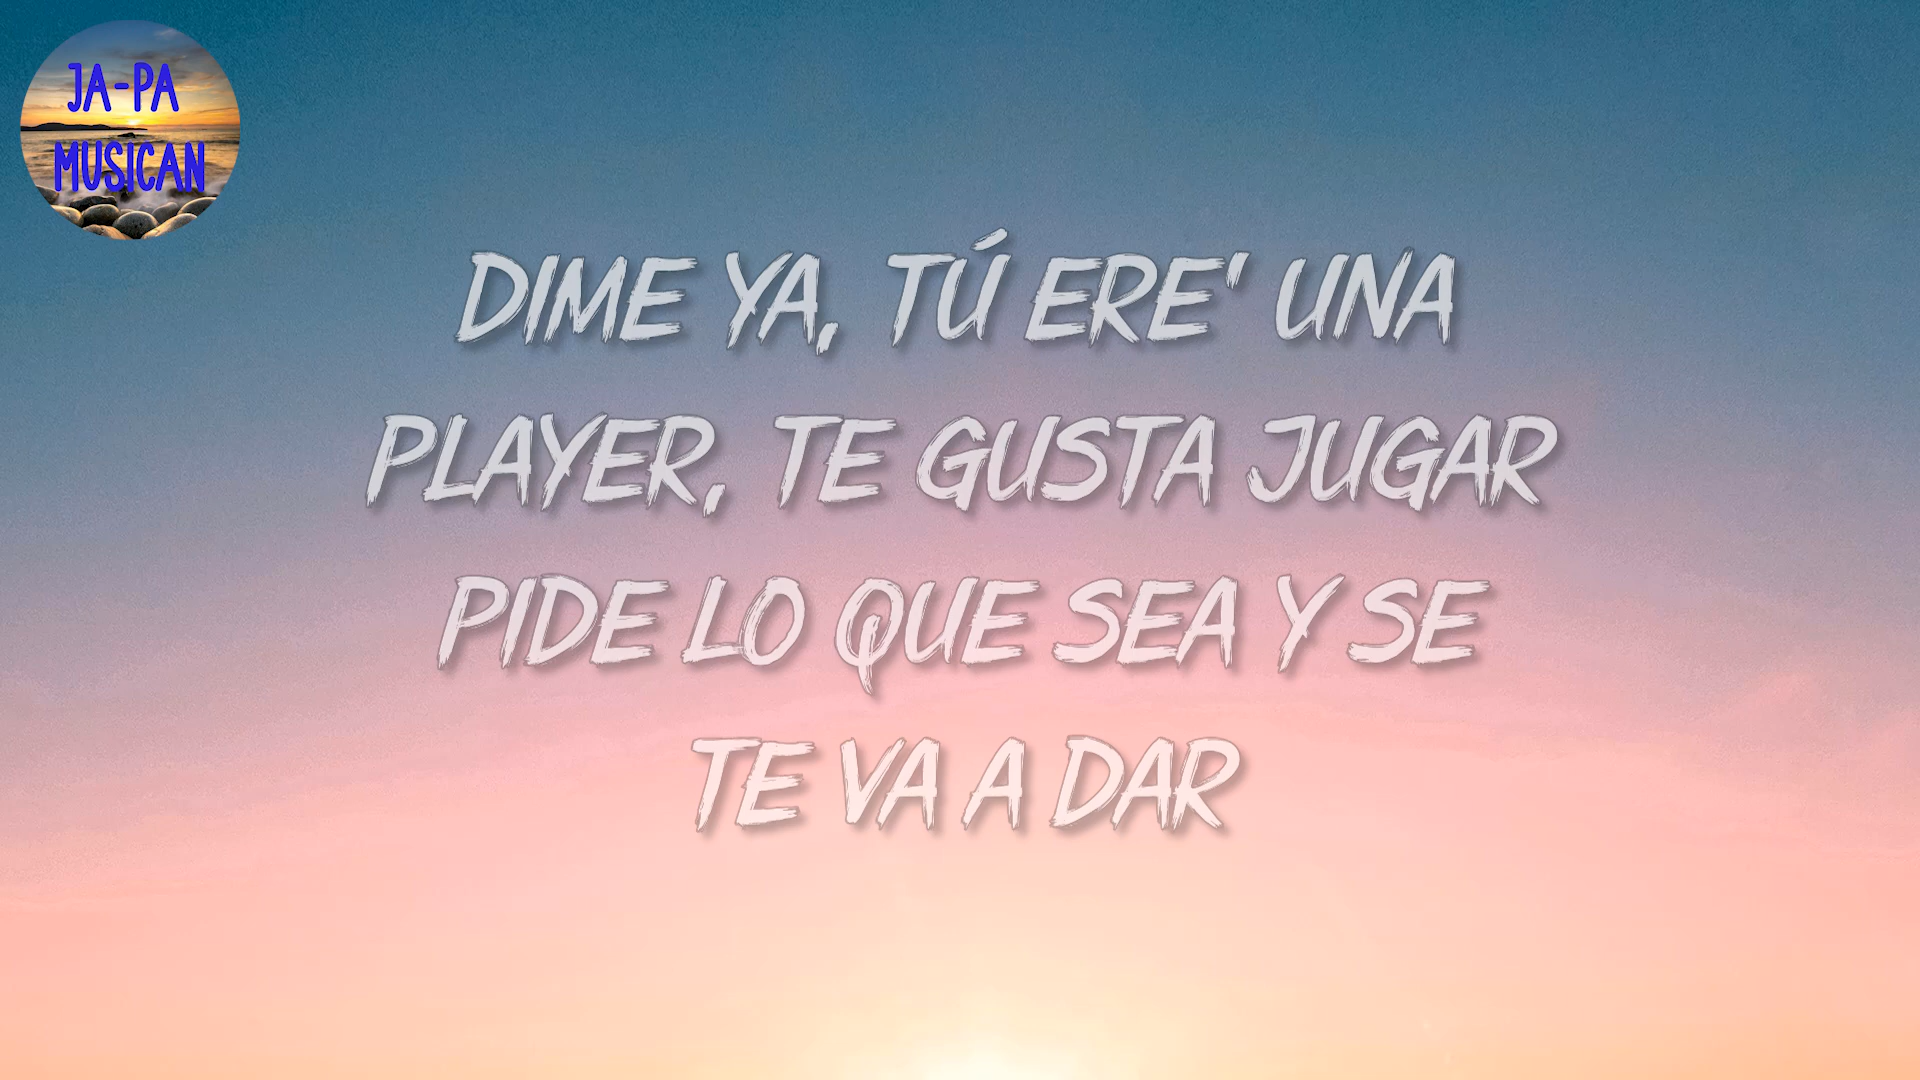 JA-PA
MUSICAN
DIME YA, TÚ ERE' UNA
PLAYER, TE GUSTA JUGAR
PIDE LO QUE SEA Y SE
TE VA A DAR